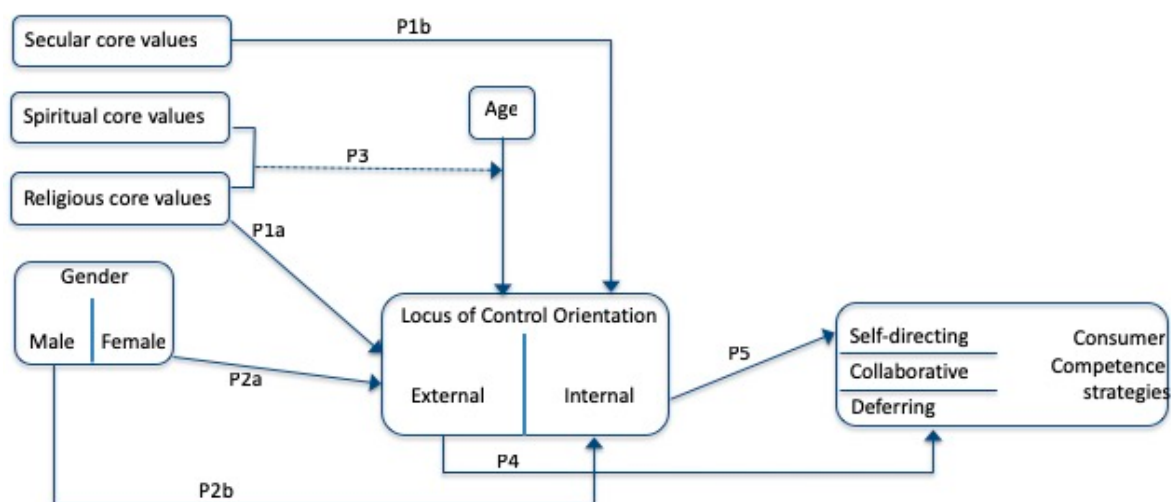 P1b
Secular core values
Spiritual core values
Age
P3
Religious core values
P1a
Gender
Male
Female
P2a
Locus of Control Orientation
External
Internal
P5
Self-directing
Collaborative
Deferring
Consumer
Competence
strategies
P4
P2b